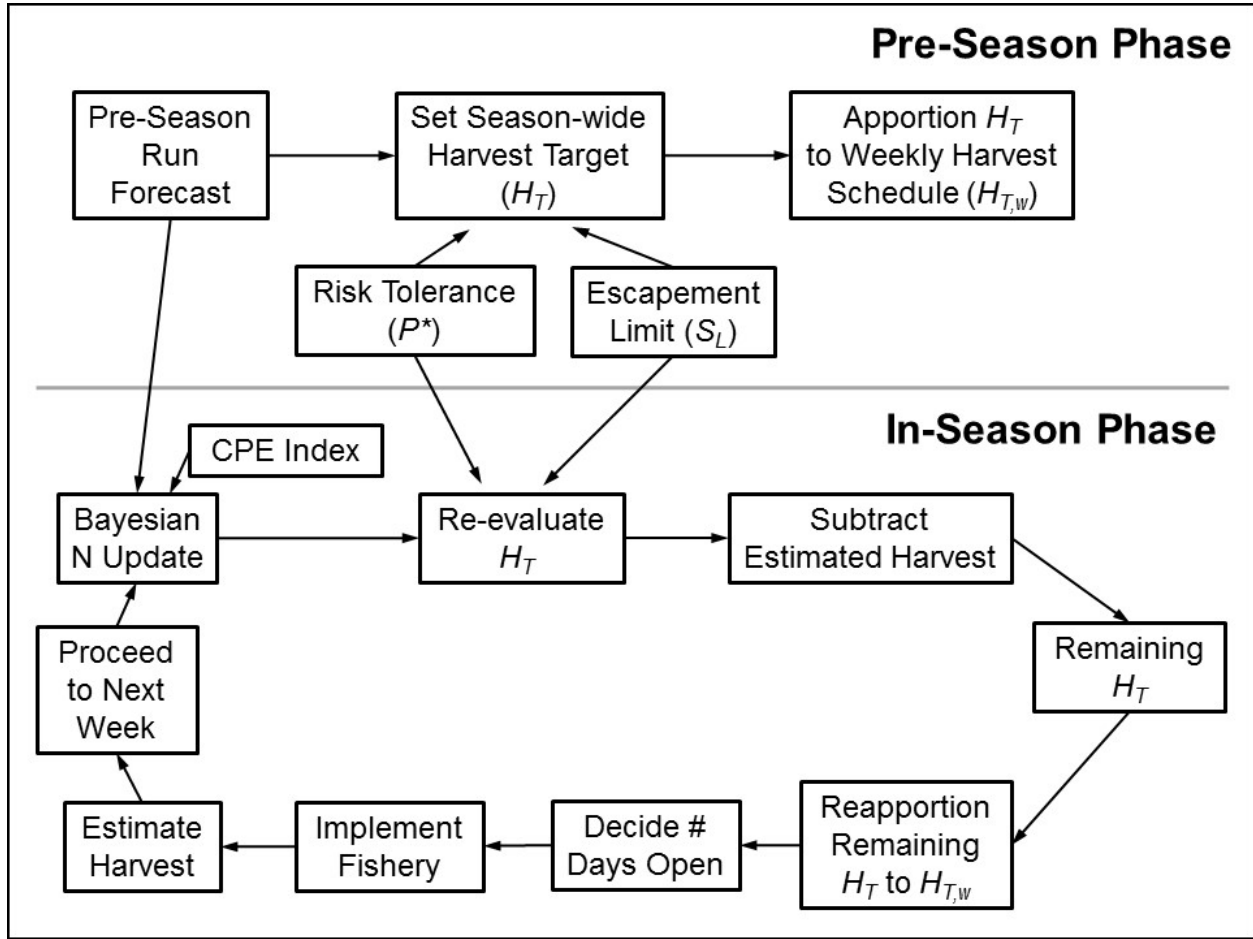 Pre-Season Phase
Pre-Season
Run
Forecast
Set Season-wide
Harvest Target
(H_T)
Apportion H_T
to Weekly Harvest
Schedule (H_T,w)
Risk Tolerance
(P*)
Escapement
Limit (S_L)
In-Season Phase
CPE Index
Bayesian
N Update
Re-evaluate
H_T
Subtract
Estimated Harvest
Remaining
H_T
Proceed
to Next
Week
Reapportion
Remaining
H_T to H_T,w
Decide #
Days Open
Implement
Fishery
Estimate
Harvest